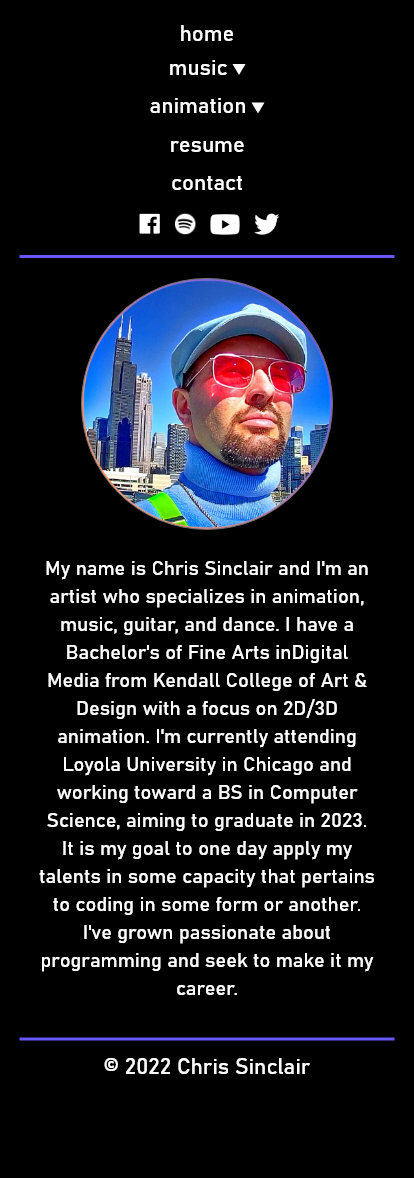 home
music ▼
animation ▼
resume
contact
My name is Chris Sinclair and I'm an
artist who specializes in animation,
music, guitar, and dance. I have a
Bachelor's of Fine Arts inDigital
Media from Kendall College of Art &
Design with a focus on 2D/3D
animation. I'm currently attending
Loyola University in Chicago and
working toward a BS in Computer
Science, aiming to graduate in 2023.
It is my goal to one day apply my
talents in some capacity that pertains
to coding in some form or another.
I've grown passionate about
programming and seek to make it my
career.
© 2022 Chris Sinclair